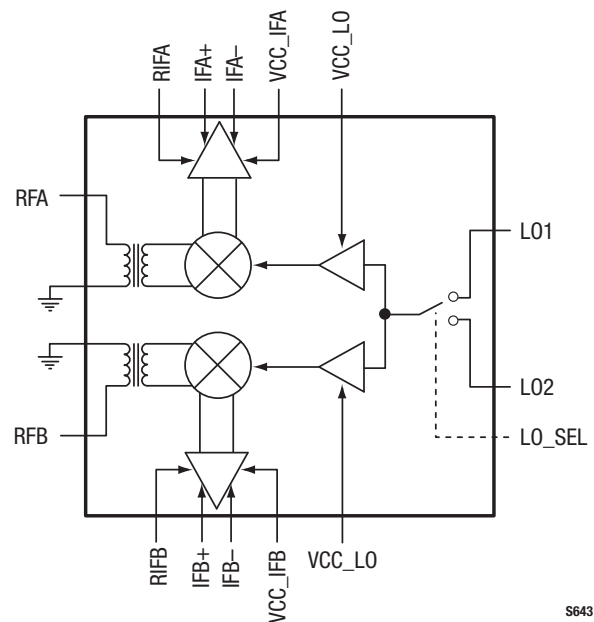 RIFA
IFA+
IFA–
VCC_IFA
VCC_LO
RFA
LO1
LO2
RFB
LO_SEL
RIFB
IFB+
IFB–
VCC_IFB
VCC_LO
S643